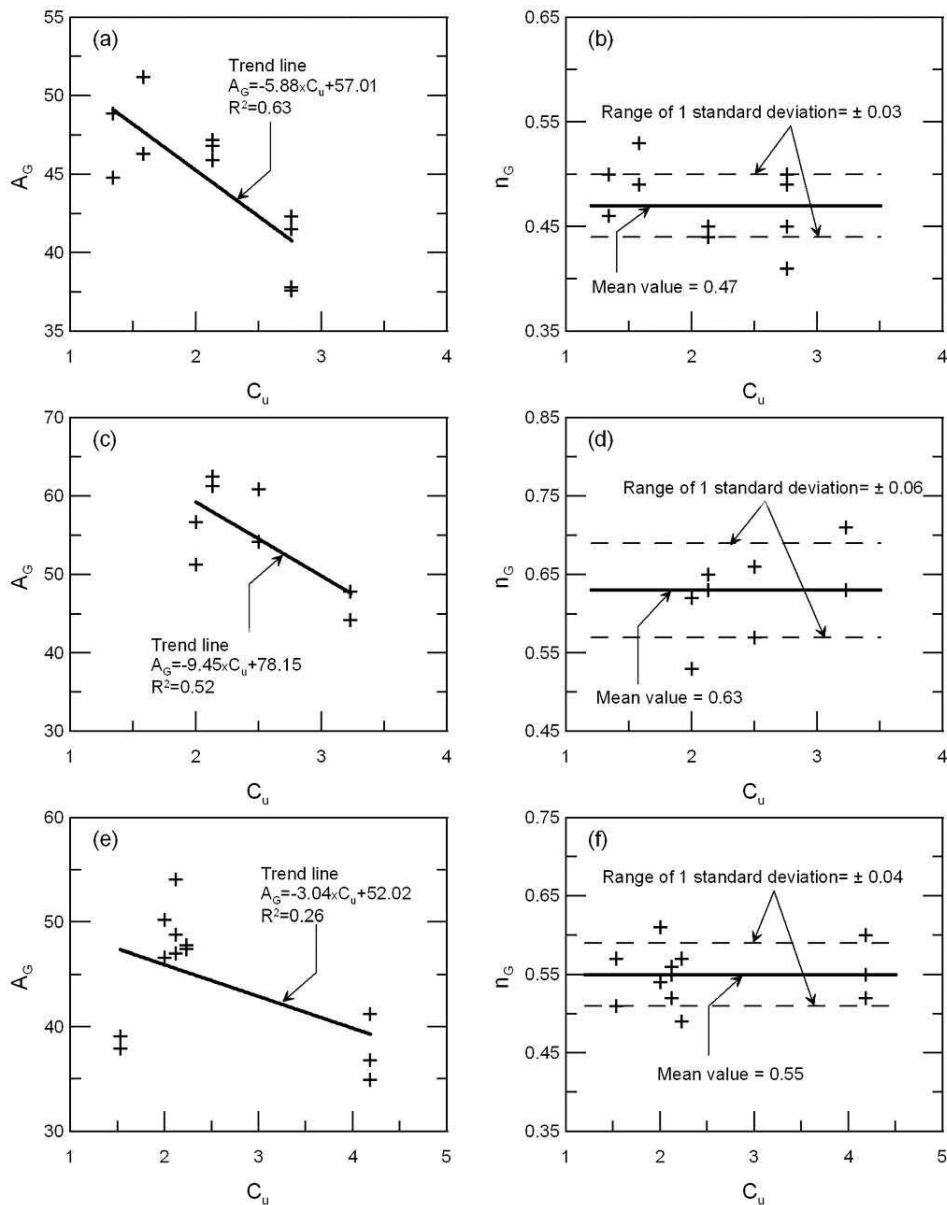 (a)
Trend line
A_G=-5.88xC_u+57.01
R²=0.63
A_G
55
50
45
40
35
1 2 3 4
C_u
(b)
Range of 1 standard deviation= ± 0.03
Mean value = 0.47
n_G
0.65
0.55
0.45
0.35
1 2 3 4
C_u
(c)
Trend line
A_G=-9.45xC_u+78.15
R²=0.52
A_G
70
60
50
40
30
1 2 3 4
C_u
(d)
Range of 1 standard deviation= ± 0.06
Mean value = 0.63
n_G
0.85
0.75
0.65
0.55
0.45
1 2 3 4
C_u
(e)
Trend line
A_G=-3.04xC_u+52.02
R²=0.26
A_G
60
50
40
30
1 2 3 4 5
C_u
(f)
Range of 1 standard deviation= ± 0.04
Mean value = 0.55
n_G
0.75
0.65
0.55
0.45
0.35
1 2 3 4 5
C_u